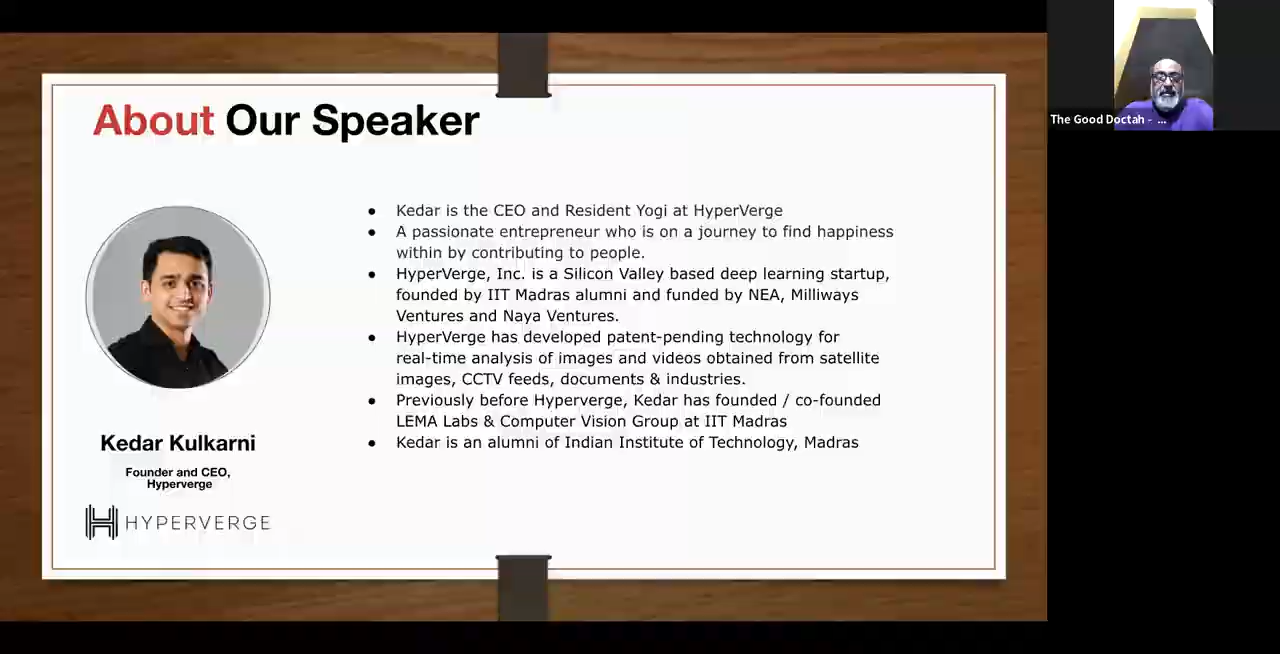 About Our Speaker
● Kedar is the CEO and Resident Yogi at HyperVerge
● A passionate entrepreneur who is on a journey to find happiness
within by contributing to people.
● HyperVerge, Inc. is a Silicon Valley based deep learning startup,
founded by IIT Madras alumni and funded by NEA, Milliways
Ventures and Naya Ventures.
● HyperVerge has developed patent-pending technology for
real-time analysis of images and videos obtained from satellite
images, CCTV feeds, documents & industries.
● Previously before Hyperverge, Kedar has founded / co-founded
LEMA Labs & Computer Vision Group at IIT Madras
● Kedar is an alumni of Indian Institute of Technology, Madras
Kedar Kulkarni
Founder and CEO,
Hyperverge
HYPERVERGE
The Good Doctah - ...